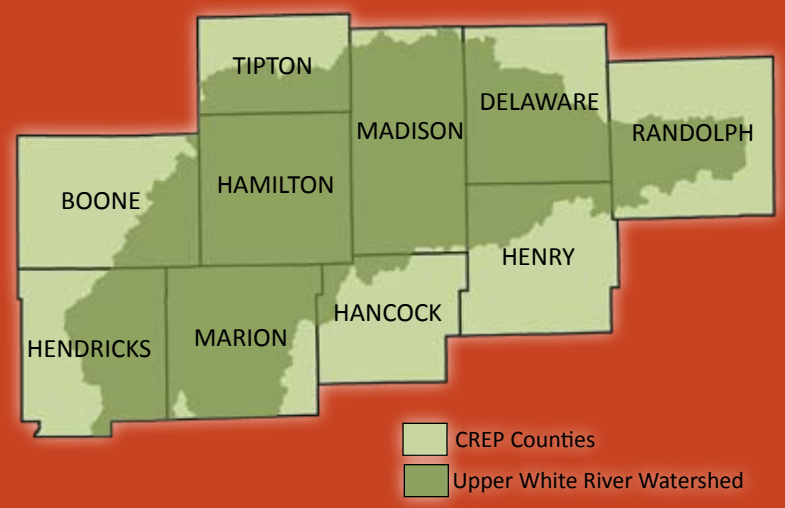 TIPTON
DELAWARE
MADISON
RANDOLPH
HAMILTON
BOONE
HENRY
HANCOCK
MARION
HENDRICKS
CREP Counties
Upper White River Watershed